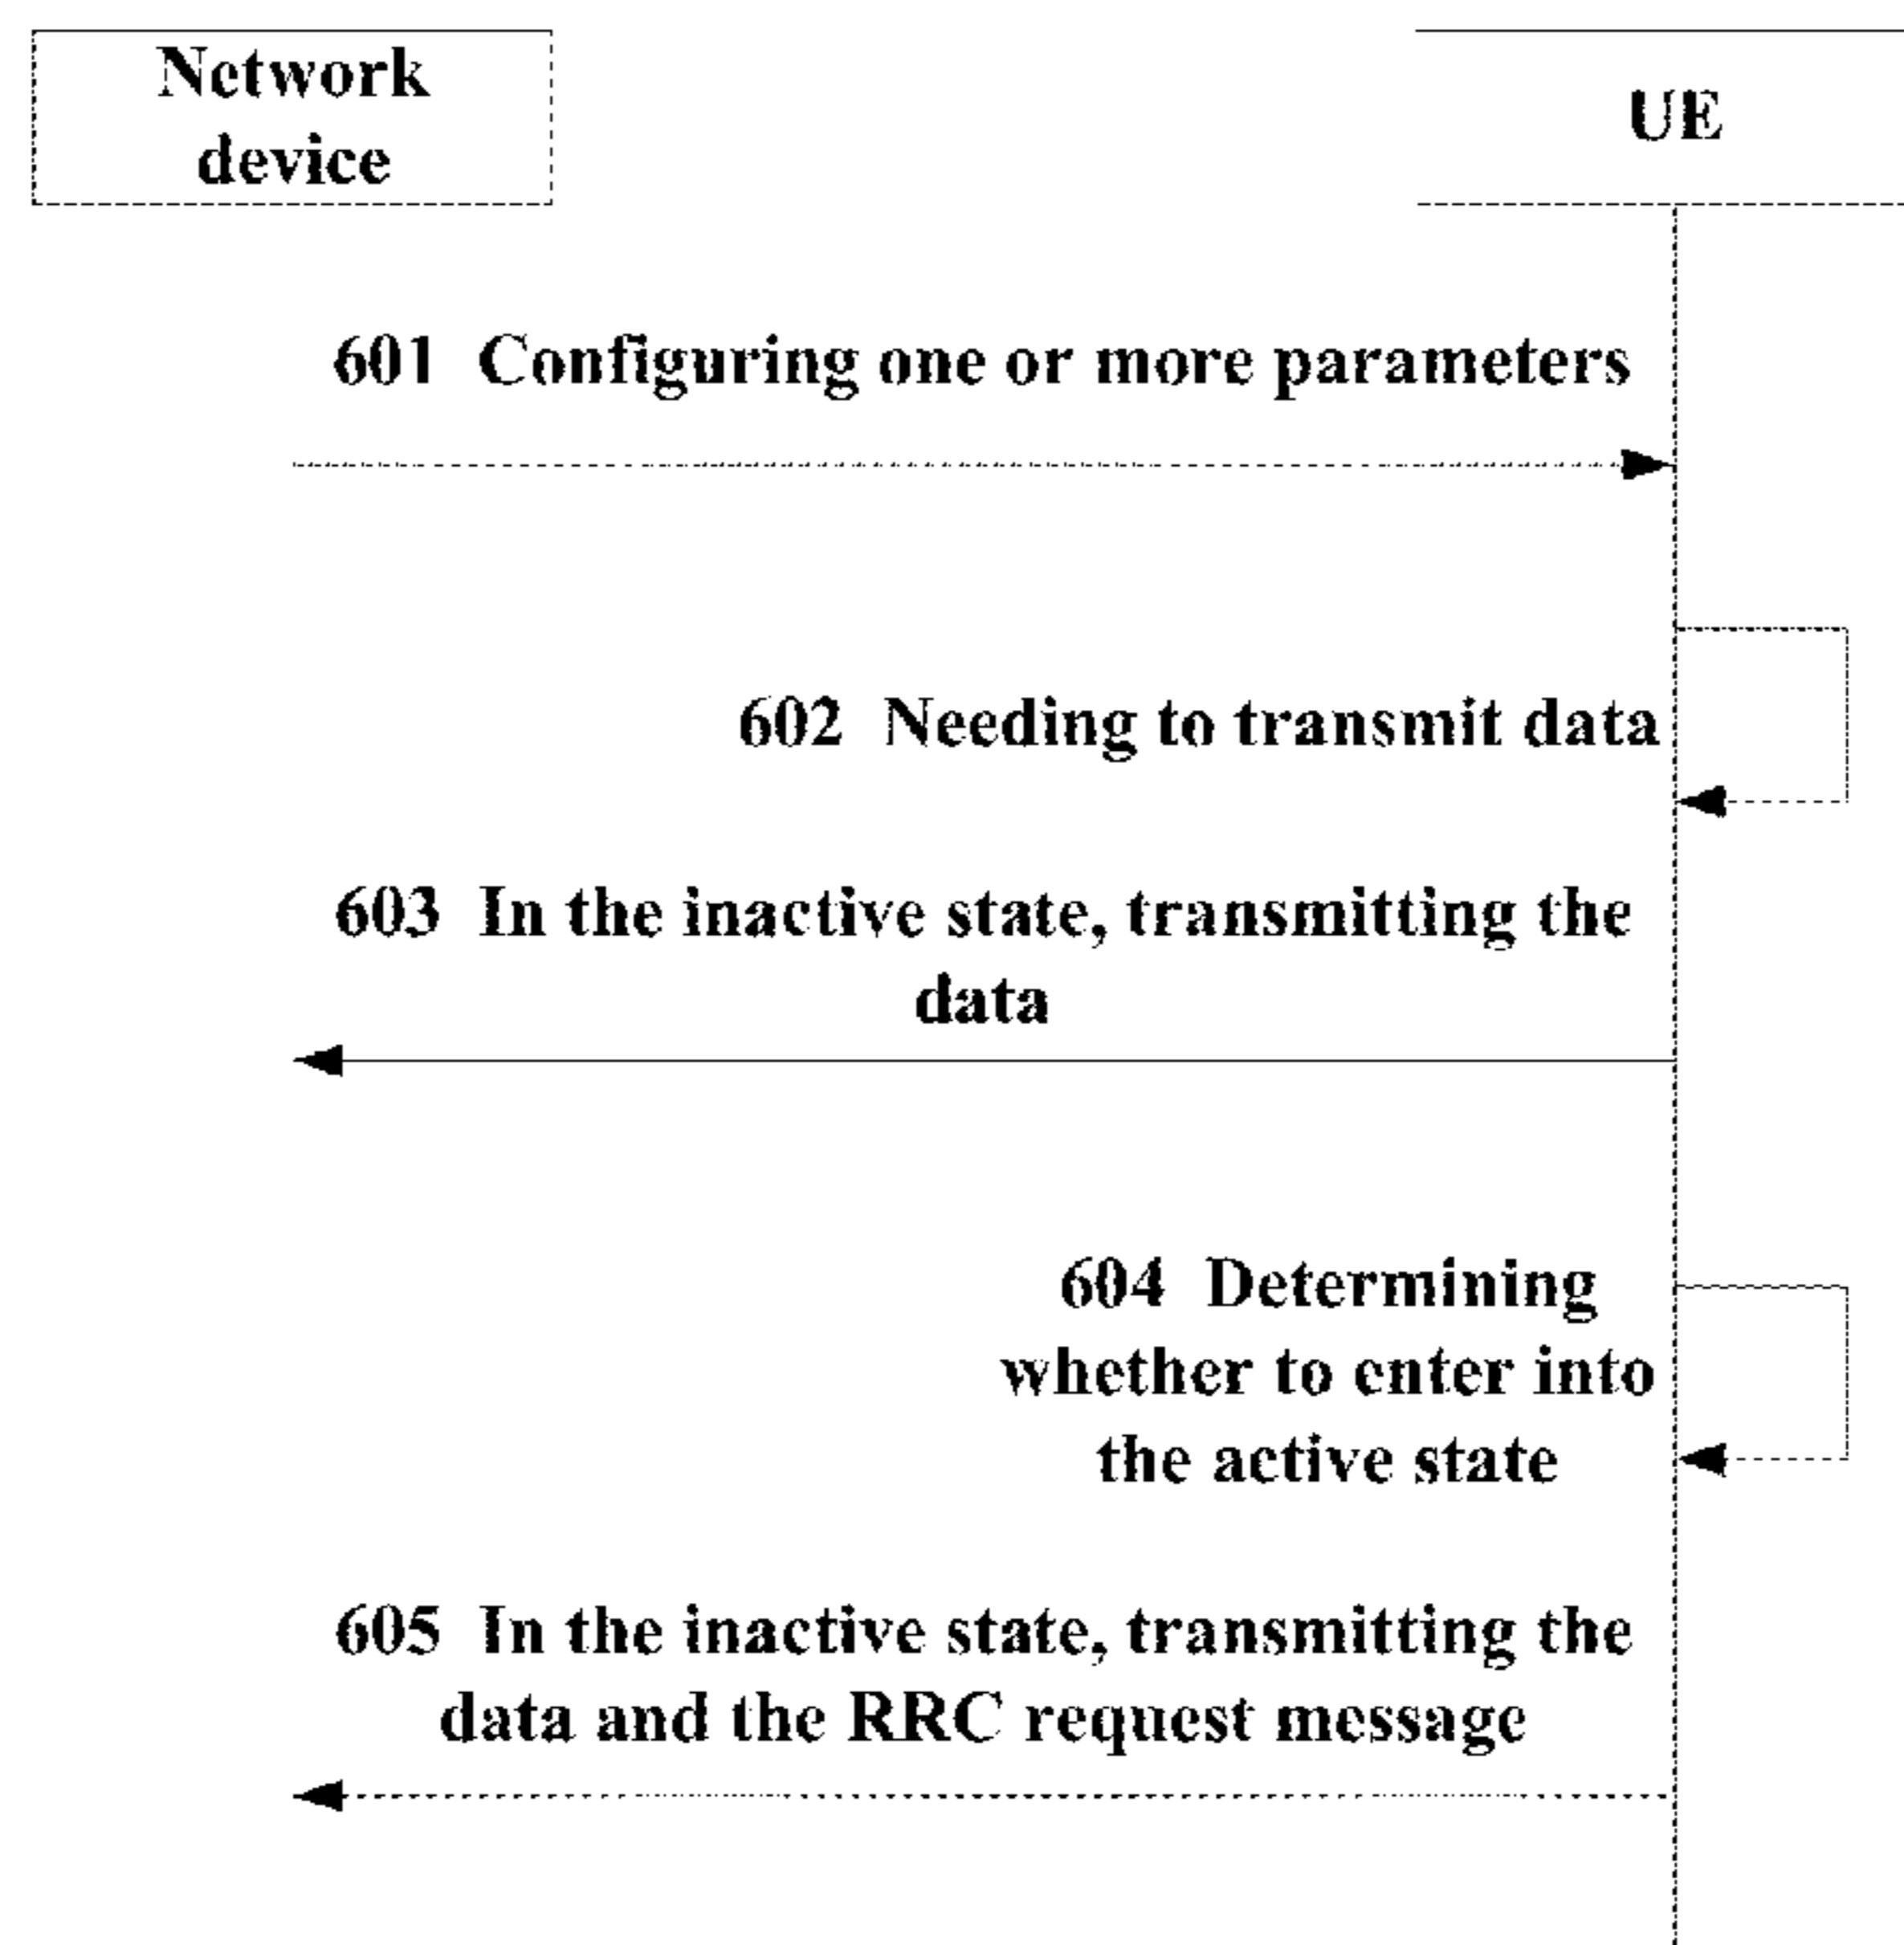 Network
device
UE
601 Configuring one or more parameters
602 Needing to transmit data
603 In the inactive state, transmitting the
data
604 Determining
whether to enter into
the active state
605 In the inactive state, transmitting the
data and the RRC request message